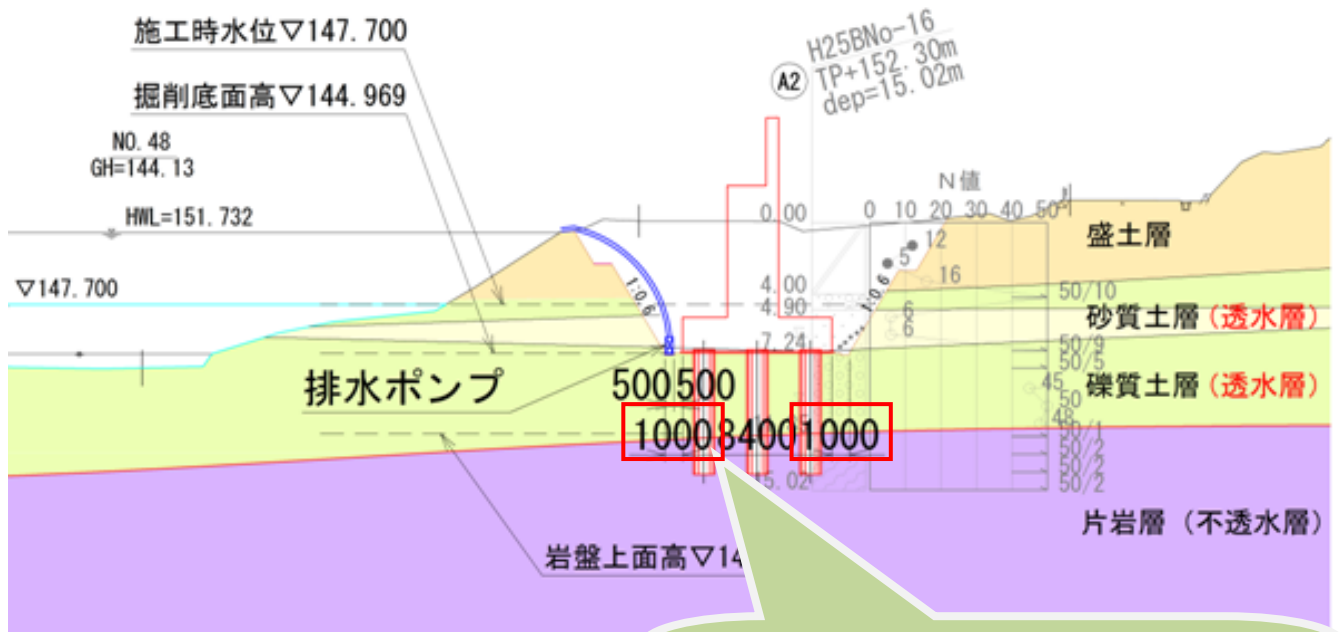 施工時水位▽147.700
掘削底面高▽144.969
NO.48
GH=144.13
HWL=151.732
▽147.700
A2
H25BNo-16
TP+152.30m
dep=15.02m
N値
0 10 20 30 40 50
0.00
4.00
4.90
7.24
15.02
1:0.6
1:0.6
5
12
16
6
6
45
50
48
50/10
50/9
50/5
50/1
50/2
50/2
50/2
盛土層
砂質土層(透水層)
礫質土層(透水層)
片岩層(不透水層)
排水ポンプ
500 500
1000 8400 1000
岩盤上面高▽14